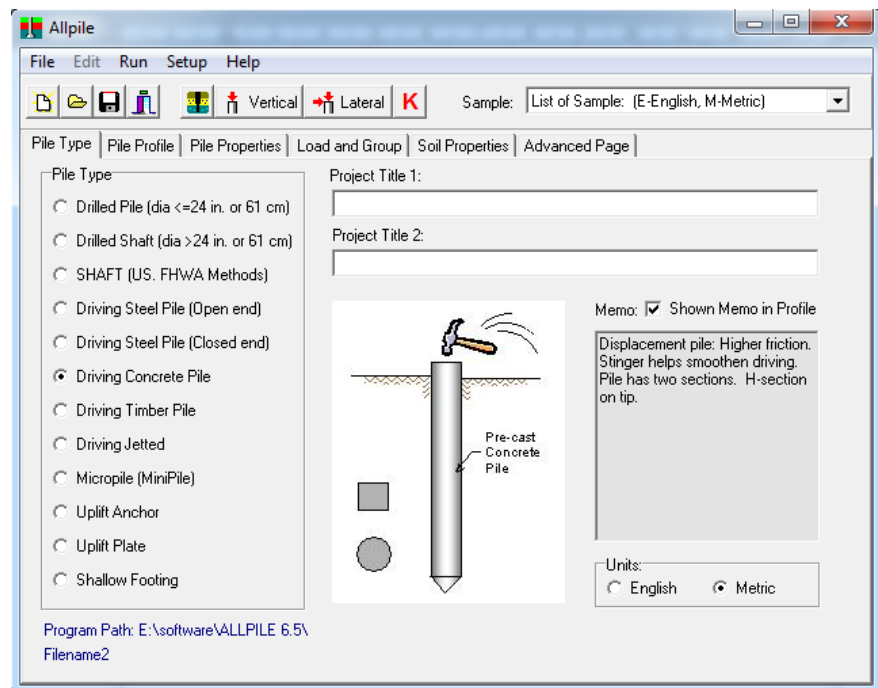 Allpile
File Edit Run Setup Help
Vertical Lateral K Sample: List of Sample: (E-English, M-Metric)
Pile Type Pile Profile Pile Properties Load and Group Soil Properties Advanced Page
Pile Type
Drilled Pile (dia <=24 in. or 61 cm)
Drilled Shaft (dia >24 in. or 61 cm)
SHAFT (US. FHWA Methods)
Driving Steel Pile (Open end)
Driving Steel Pile (Closed end)
Driving Concrete Pile
Driving Timber Pile
Driving Jetted
Micropile (MiniPile)
Uplift Anchor
Uplift Plate
Shallow Footing
Project Title 1:
Project Title 2:
Pre-cast
Concrete
Pile
Memo: Shown Memo in Profile
Displacement pile: Higher friction.
Stinger helps smoothen driving.
Pile has two sections. H-section
on tip.
Units:
English Metric
Program Path: E:\software\ALLPILE 6.5\
Filename2